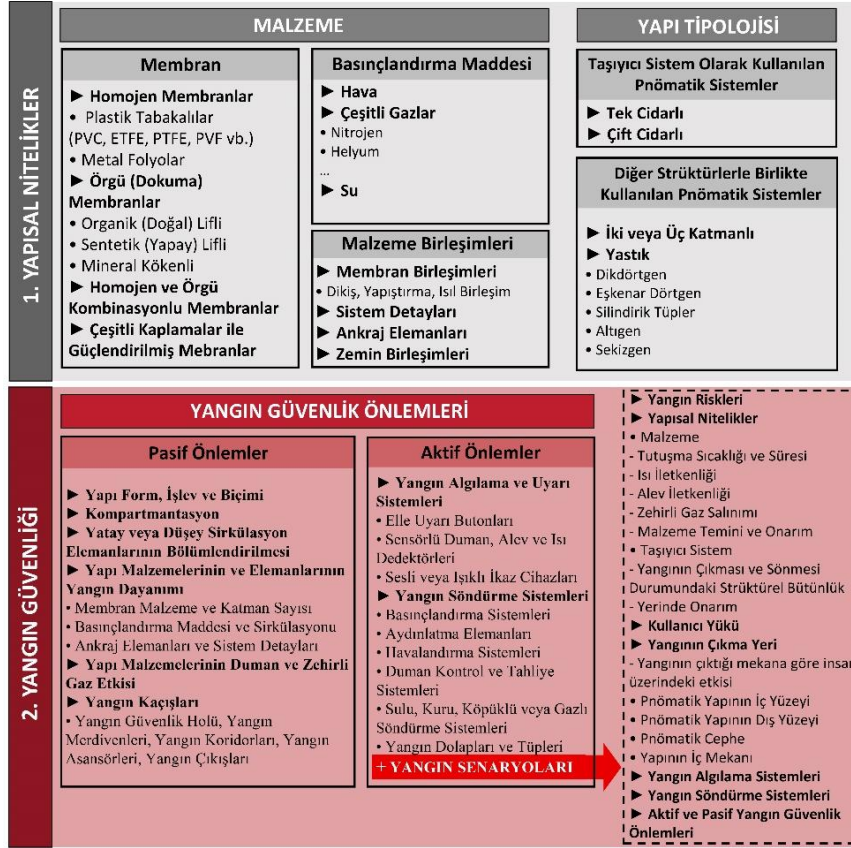 1. YAPISAL NİTELİKLER
MALZEME
Membran
► Homojen Membranlar
• Plastik Tabakalılar
(PVC, ETFE, PTFE, PVF vb.)
• Metal Folyolar
► Örgü (Dokuma)
Membranlar
• Organik (Doğal) Lifli
• Sentetik (Yapay) Lifli
• Mineral Kökenli
► Homojen ve Örgü
Kombinasyonlu Membranlar
► Çeşitli Kaplamalar ile
Güçlendirilmiş Mebranlar
Basınçlandırma Maddesi
► Hava
► Çeşitli Gazlar
• Nitrojen
• Helyum
...
► Su
Malzeme Birleşimleri
► Membran Birleşimleri
• Dikiş, Yapıştırma, Isıl Birleşim
► Sistem Detayları
► Ankraj Elemanları
► Zemin Birleşimleri
YAPI TİPOLOJİSİ
Taşıyıcı Sistem Olarak Kullanılan
Pnömatik Sistemler
► Tek Cidarlı
► Çift Cidarlı
Diğer Strüktürlerle Birlikte
Kullanılan Pnömatik Sistemler
► İki veya Üç Katmanlı
► Yastık
• Dikdörtgen
• Eşkenar Dörtgen
• Silindirik Tüpler
• Altıgen
• Sekizgen
2. YANGIN GÜVENLİĞİ
YANGIN GÜVENLİK ÖNLEMLERİ
Pasif Önlemler
► Yapı Form, İşlev ve Biçimi
► Kompartmantasyon
► Yatay veya Düşey Sirkülasyon
Elemanlarının Bölümlendirilmesi
► Yapı Malzemelerinin ve Elemanlarının
Yangın Dayanımı
• Membran Malzeme ve Katman Sayısı
• Basınçlandırma Maddesi ve Sirkülasyonu
• Ankraj Elemanları ve Sistem Detayları
► Yapı Malzemelerinin Duman ve Zehirli
Gaz Etkisi
► Yangın Kaçışları
• Yangın Güvenlik Holü, Yangın
Merdivenleri, Yangın Koridorları, Yangın
Asansörleri, Yangın Çıkışları
Aktif Önlemler
► Yangın Algılama ve Uyarı
Sistemleri
• Elle Uyarı Butonları
• Sensörlü Duman, Alev ve Isı
Dedektörleri
• Sesli veya Işıklı İkaz Cihazları
► Yangın Söndürme Sistemleri
• Basınçlandırma Sistemleri
• Aydınlatma Elemanları
• Havalandırma Sistemleri
• Duman Kontrol ve Tahliye
Sistemleri
• Sulu, Kuru, Köpüklü veya Gazlı
Söndürme Sistemleri
• Yangın Dolapları ve Tüpleri
+ YANGIN SENARYOLARI
► Yangın Riskleri
► Yapısal Nitelikler
• Malzeme
- Tutuşma Sıcaklığı ve Süresi
- Isı İletkenliği
- Alev İletkenliği
- Zehirli Gaz Salınımı
- Malzeme Temini ve Onarım
• Taşıyıcı Sistem
- Yangının Çıkması ve Sönmesi
Durumundaki Strüktürel Bütünlük
- Yerinde Onarım
► Kullanıcı Yükü
► Yangının Çıkma Yeri
- Yangının çıktığı mekana göre insan
üzerindeki etkisi
• Pnömatik Yapının İç Yüzeyi
• Pnömatik Yapının Dış Yüzeyi
• Pnömatik Cephe
• Yapının İç Mekanı
► Yangın Algılama Sistemleri
► Yangın Söndürme Sistemleri
► Aktif ve Pasif Yangın Güvenlik
Önlemleri